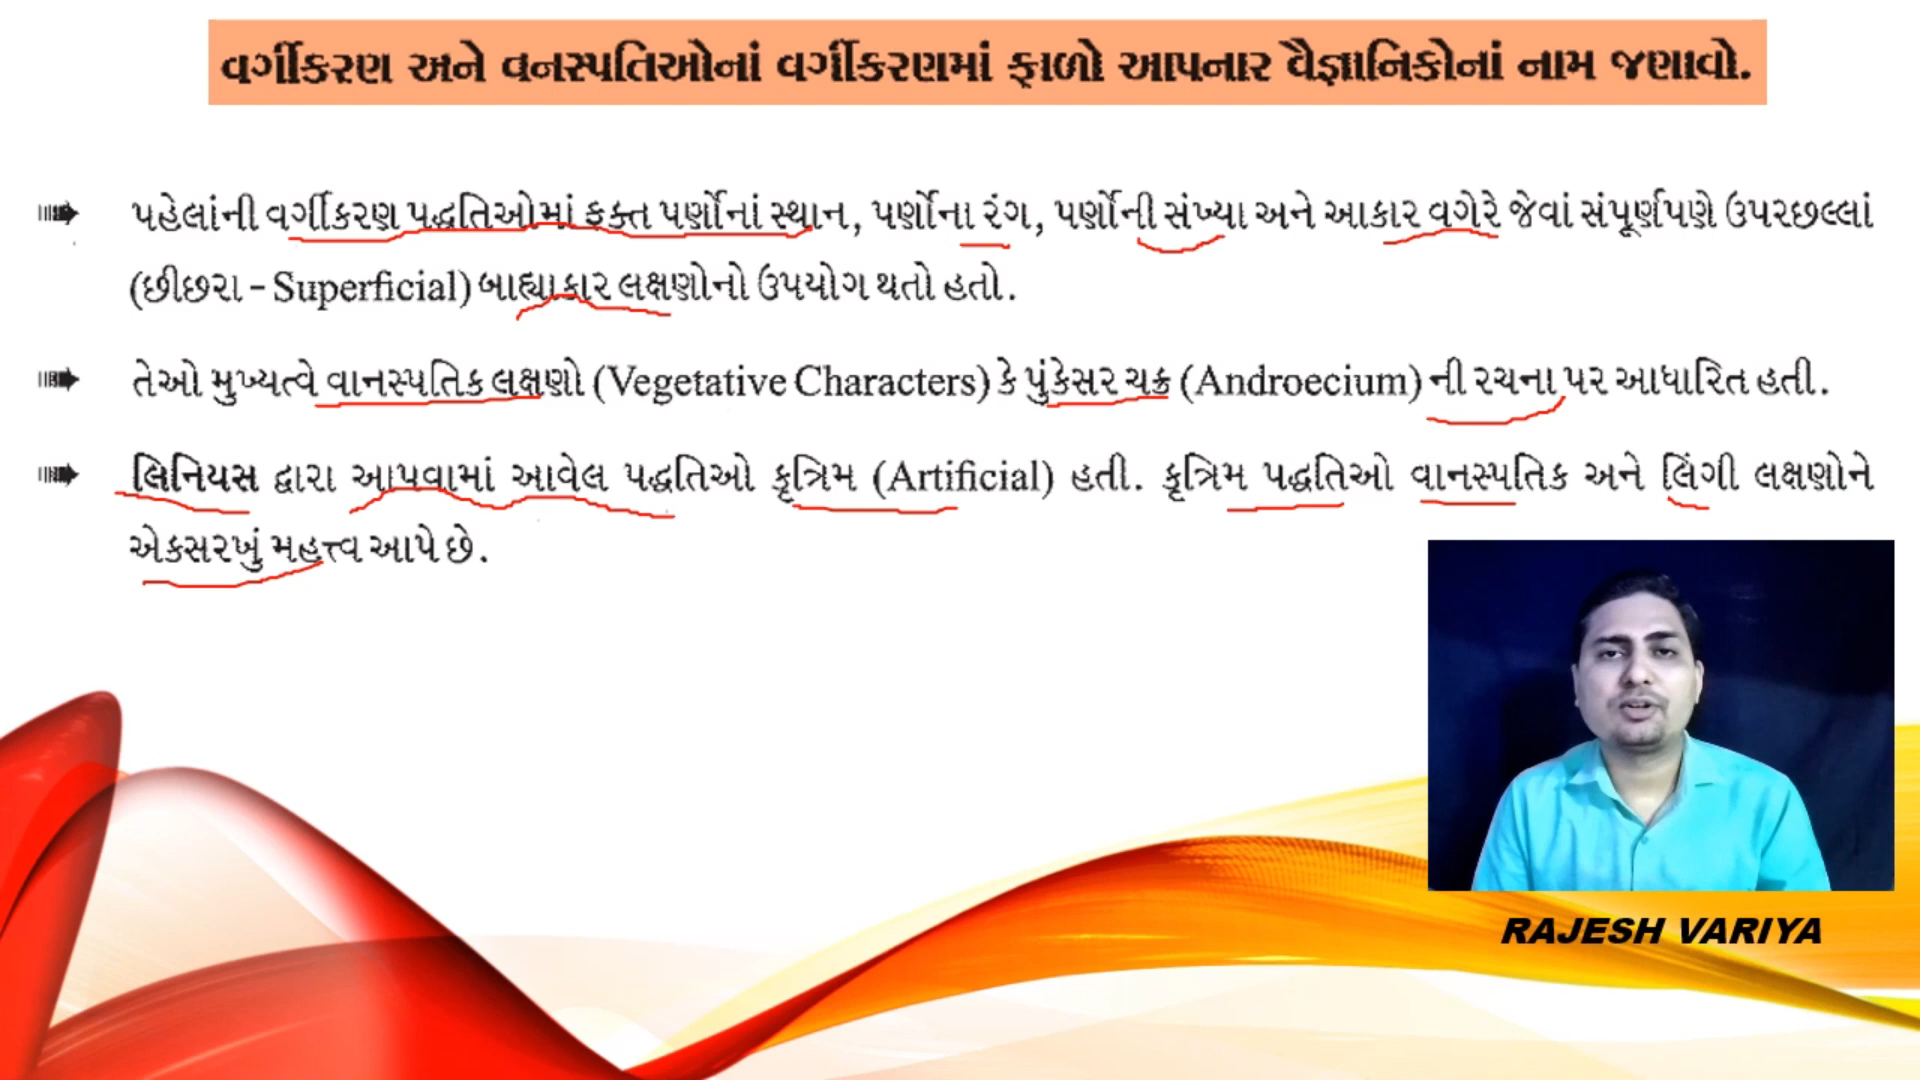 વર્ગીકરણ અને વનસ્પતિઓનાં વર્ગીકરણમાં ફાળો આપનાર વૈજ્ઞાનિકોનાં નામ જણાવો.
પહેલાંની વર્ગીકરણ પદ્ધતિઓમાં ફક્ત પર્ણોનાં સ્થાન, પર્ણોના રંગ, પર્ણોની સંખ્યા અને આકાર વગેરે જેવાં સંપૂર્ણપણે ઉપરછલ્લાં
(છીછરા - Superficial) બાહ્યાકાર લક્ષણોનો ઉપયોગ થતો હતો.
તેઓ મુખ્યત્વે વાનસ્પતિક લક્ષણો (Vegetative Characters) કે પુંકેસર ચક્ર (Androecium) ની રચના પર આધારિત હતી.
લિનિયસ દ્વારા આપવામાં આવેલ પદ્ધતિઓ કૃત્રિમ (Artificial) હતી. કૃત્રિમ પદ્ધતિઓ વાનસ્પતિક અને લિંગી લક્ષણોને
એકસરખું મહત્ત્વ આપે છે.
RAJESH VARIYA